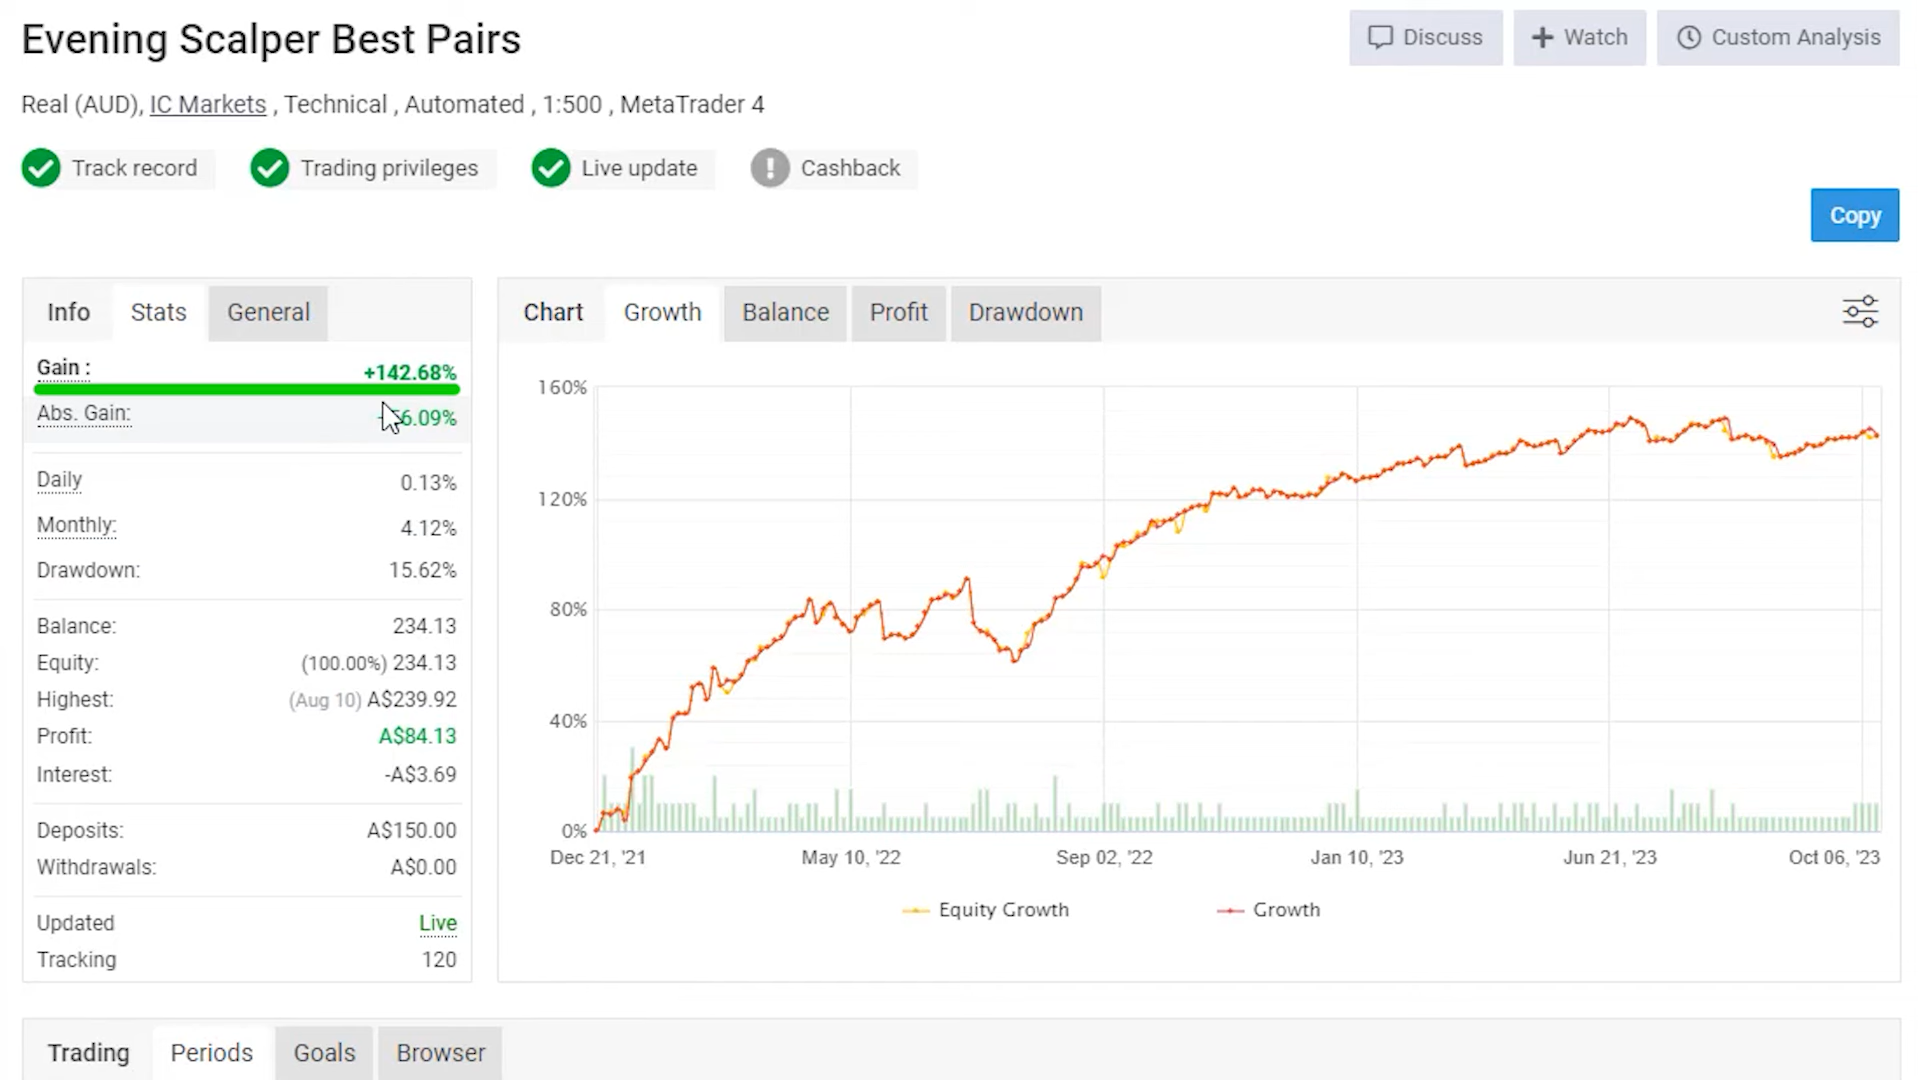 Evening Scalper Best Pairs
Discuss
Watch
Custom Analysis
Real (AUD), IC Markets , Technical , Automated , 1:500 , MetaTrader 4
Track record
Trading privileges
Live update
Cashback
Copy
Info Stats General
Gain : +142.68%
Abs. Gain:
Daily 0.13%
Monthly: 4.12%
Drawdown: 15.62%
Balance: 234.13
Equity: (100.00%) 234.13
Highest: (Aug 10) A$239.92
Profit: A$84.13
Interest: -A$3.69
Deposits: A$150.00
Withdrawals: A$0.00
Updated Live
Tracking 120
Chart Growth Balance Profit Drawdown
160%
120%
80%
40%
0%
Dec 21, '21 May 10, '22 Sep 02, '22 Jan 10, '23 Jun 21, '23 Oct 06, '23
Equity Growth Growth
Trading Periods Goals Browser